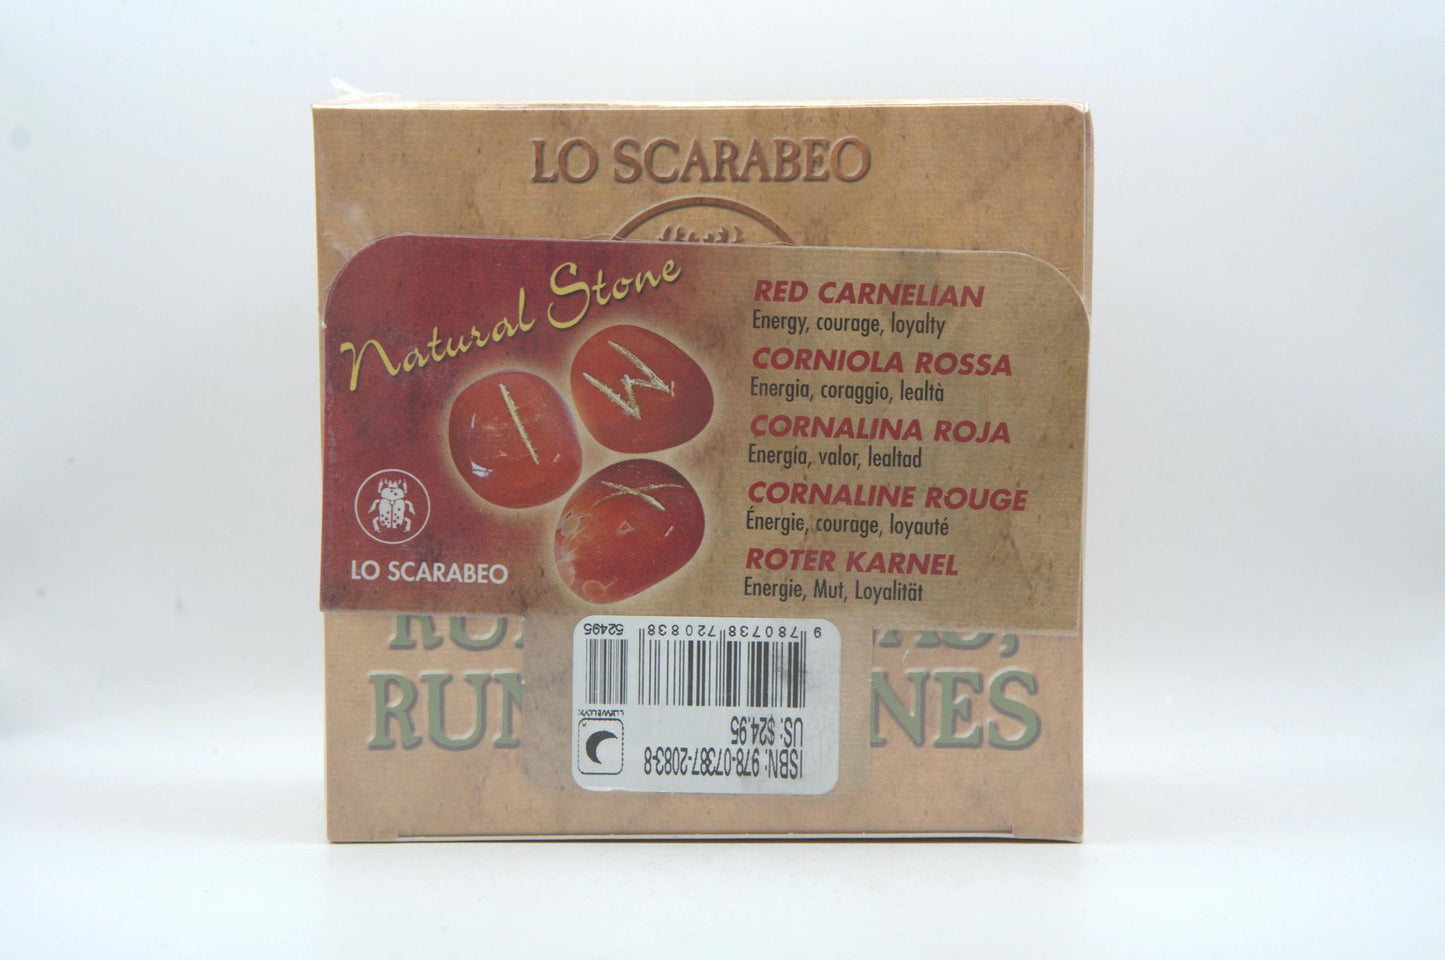 LO SCARABEO
Natural Stone
RED CARNELIAN
Energy, courage, loyalty
CORNIOLA ROSSA
Energia, coraggio, lealtà
CORNALINA ROJA
Energía, valor, lealtad
CORNALINE ROUGE
Énergie, courage, loyauté
ROTER KARNEL
Energie, Mut, Loyalität
LO SCARABEO
RUN NES
ISBN: 978-07387-2083-8
US: $24.95
LLEWELLYN
9 780738 720838
52495